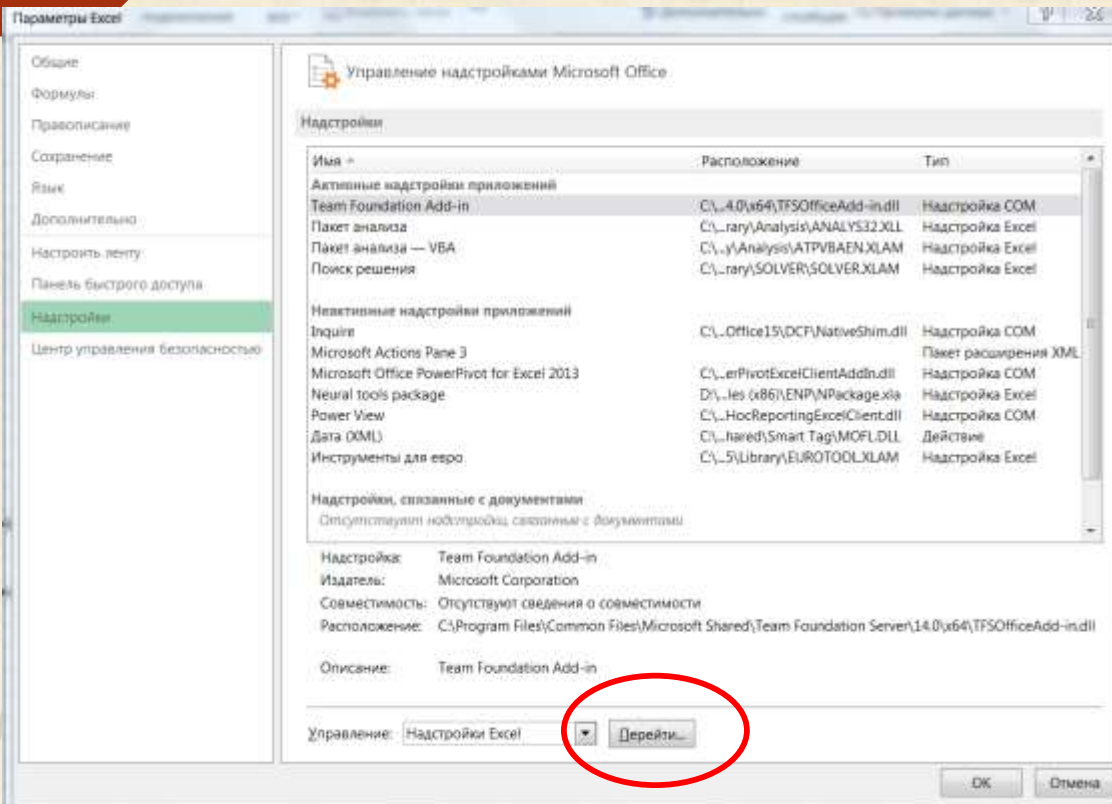 Параметры Excel
Общие
Формулы
Правописание
Сохранение
Язык
Дополнительно
Настроить ленту
Панель быстрого доступа
Надстройки
Центр управления безопасностью
Управление надстройками Microsoft Office
Надстройки
Имя Расположение Тип
Активные надстройки приложений
Team Foundation Add-in C:\...4.0\x64\TFSOfficeAdd-in.dll Надстройка COM
Пакет анализа C:\...rary\Analysis\ANALYS32.XLL Надстройка Excel
Пакет анализа — VBA C:\...y\Analysis\ATPVBAEN.XLAM Надстройка Excel
Поиск решения C:\...rary\SOLVER\SOLVER.XLAM Надстройка Excel
Неактивные надстройки приложений
Inquire C:\...Office15\DCF\NativeShim.dll Надстройка COM
Microsoft Actions Pane 3 Пакет расширения XML
Microsoft Office PowerPivot for Excel 2013 C:\...erPivotExcelClientAddIn.dll Надстройка COM
Neural tools package D:\...les (x86)\ENP\NPackage.xla Надстройка Excel
Power View C:\...HocReportingExcelClient.dll Надстройка COM
Дата (XML) C:\...hared\Smart Tag\MOFL.DLL Действие
Инструменты для евро C:\...5\Library\EUROTOOL.XLAM Надстройка Excel
Надстройки, связанные с документами
Отсутствуют надстройки, связанные с документами
Надстройка: Team Foundation Add-in
Издатель: Microsoft Corporation
Совместимость: Отсутствуют сведения о совместимости
Расположение: C:\Program Files\Common Files\Microsoft Shared\Team Foundation Server\14.0\x64\TFSOfficeAdd-in.dll
Описание: Team Foundation Add-in
Управление: Надстройки Excel Перейти...
ОК Отмена